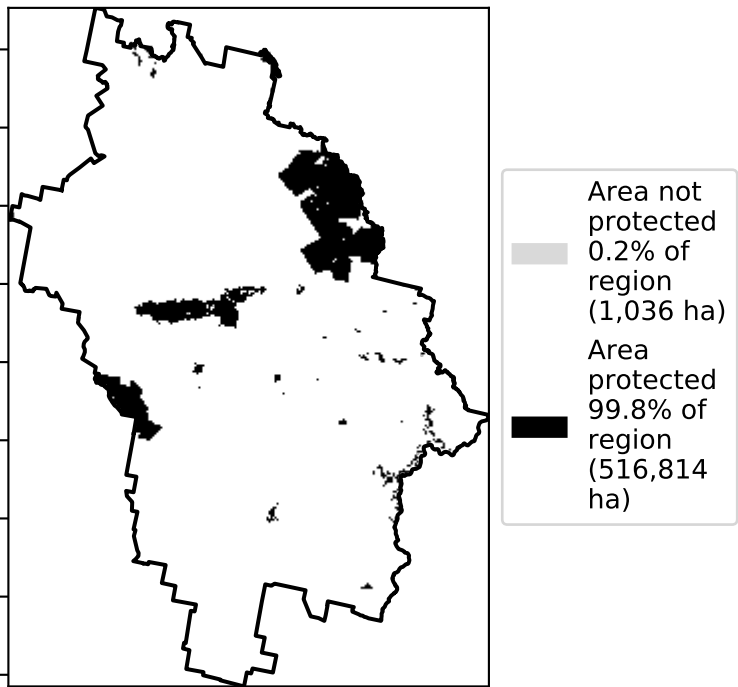 Area not
protected
0.2% of
region
(1,036 ha)
Area
protected
99.8% of
region
(516,814
ha)